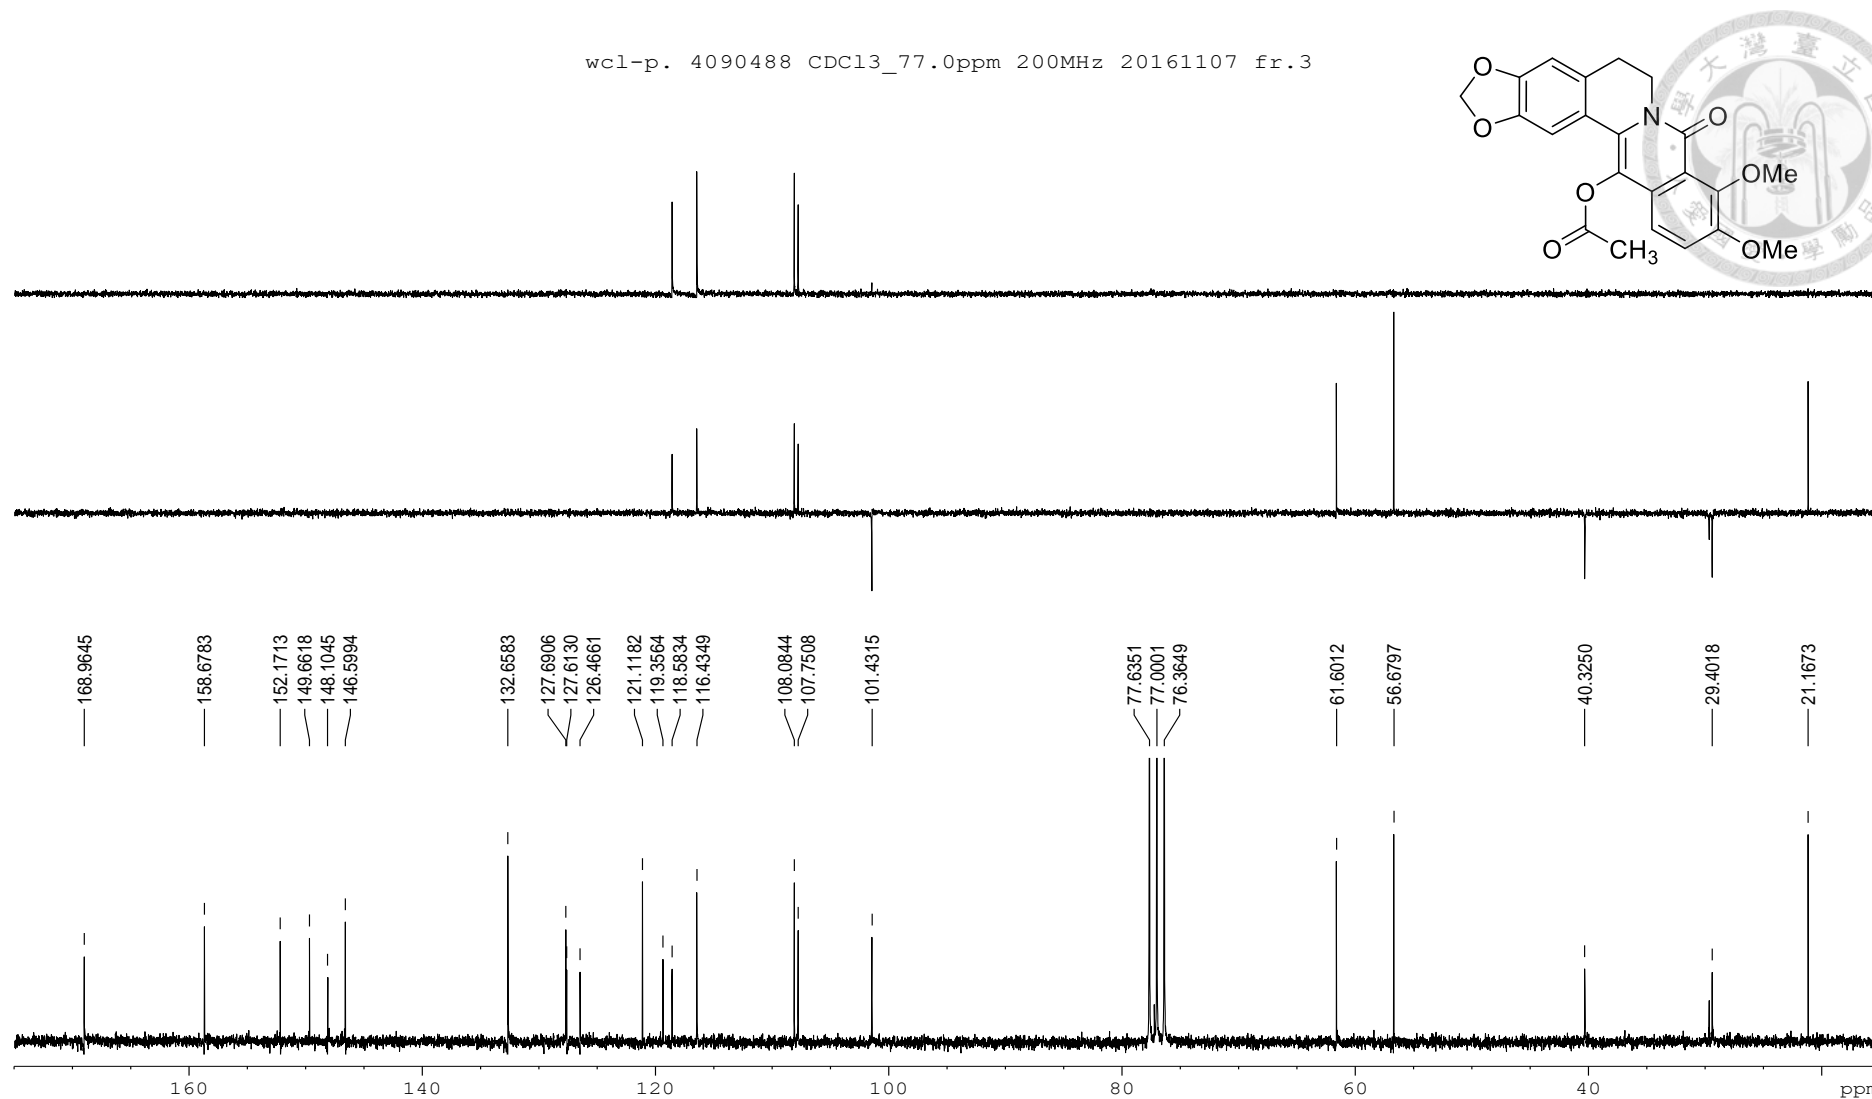 wcl-p. 4090488 CDCl3_77.0ppm 200MHz 20161107 fr.3
O
O
N
O
OMe
OMe
O
O
CH3
168.9645
158.6783
152.1713
149.6618
148.1045
146.5994
132.6583
127.6906
127.6130
126.4661
121.1182
119.3564
118.5834
116.4349
108.0844
107.7508
101.4315
77.6351
77.0001
76.3649
61.6012
56.6797
40.3250
29.4018
21.1673
160 140 120 100 80 60 40 ppm